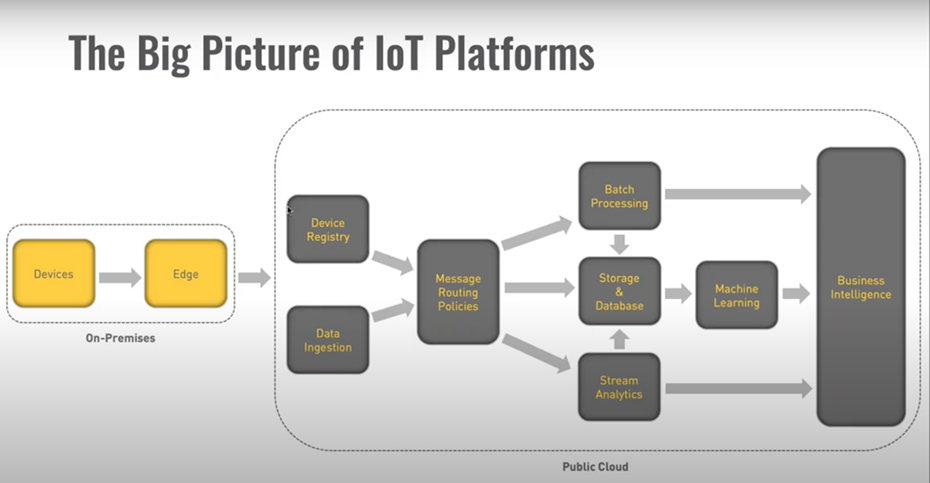 The Big Picture of IoT Platforms
Devices
Edge
On-Premises
Device
Registry
Data
Ingestion
Message
Routing
Policies
Batch
Processing
Storage
&
Database
Stream
Analytics
Machine
Learning
Business
Intelligence
Public Cloud